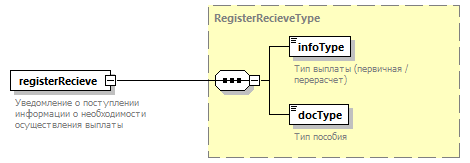 RegisterRecieveType
infoType
Тип выплаты (первичная /
перерасчет)
registerRecieve
Уведомление о поступлении
информации о необходимости
осуществления выплаты
docType
Тип пособия